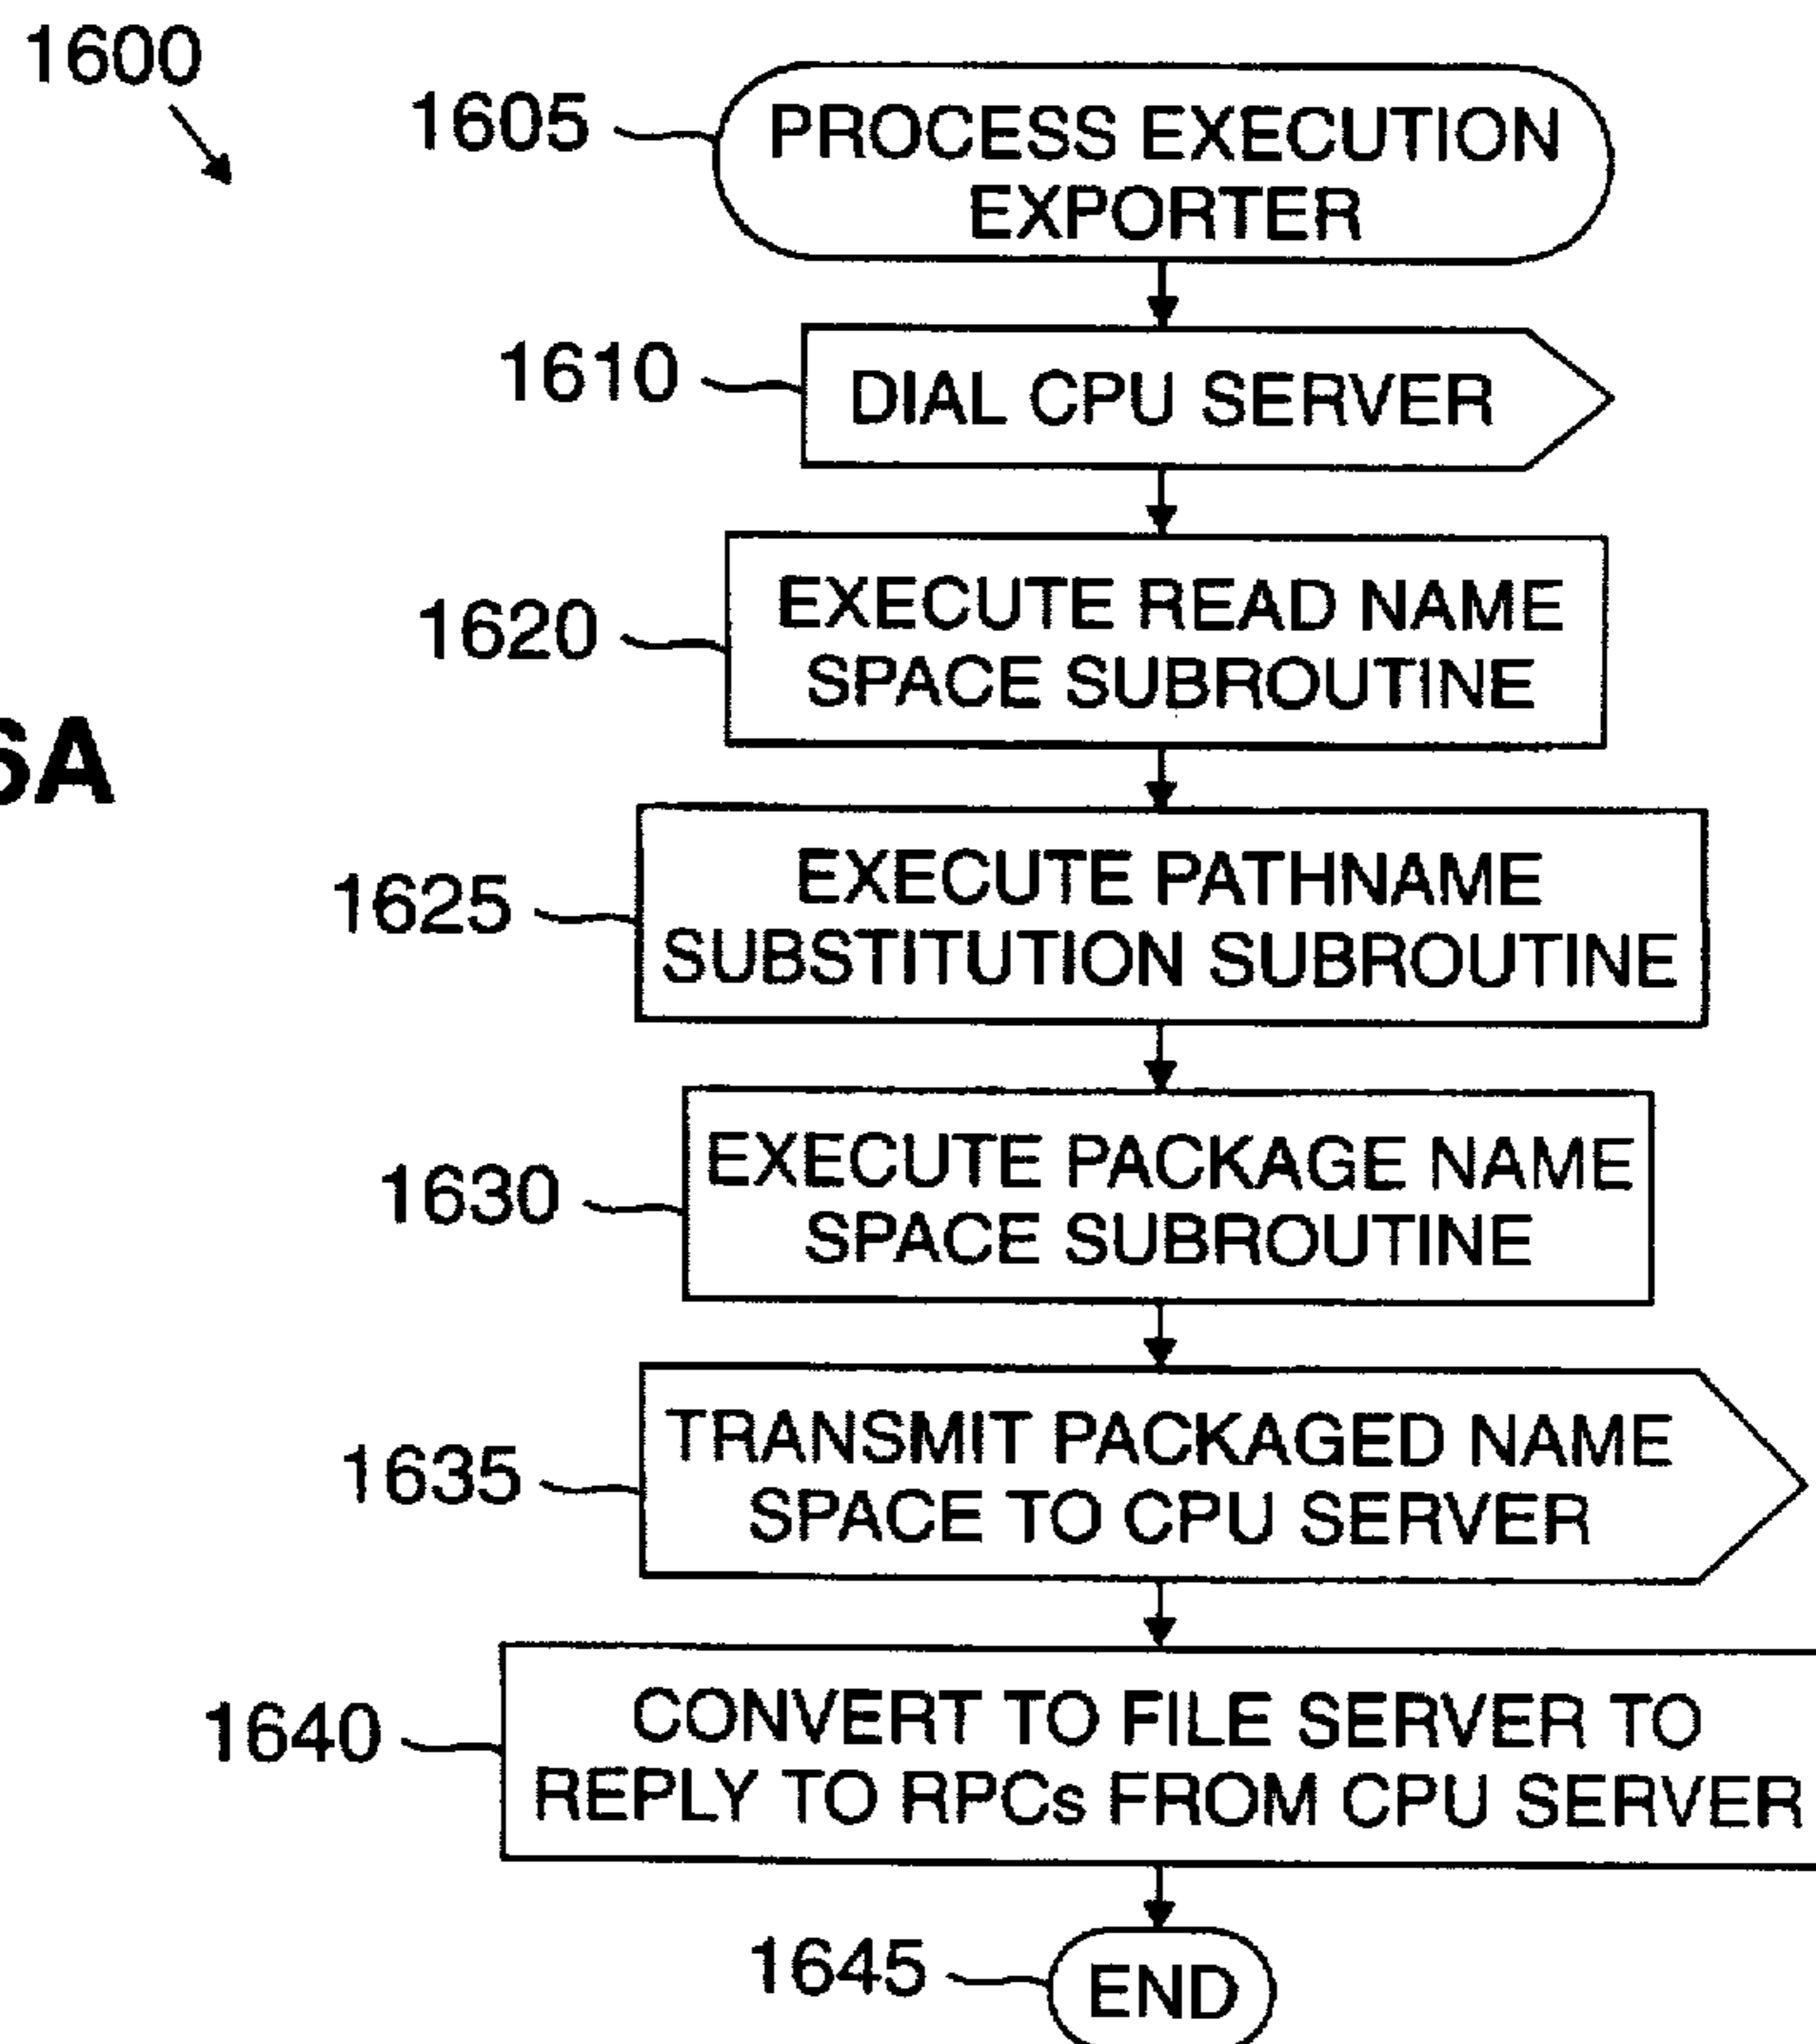 1600
1605
PROCESS EXECUTION
EXPORTER
1610
DIAL CPU SERVER
1620
EXECUTE READ NAME
SPACE SUBROUTINE
6A
1625
EXECUTE PATHNAME
SUBSTITUTION SUBROUTINE
1630
EXECUTE PACKAGE NAME
SPACE SUBROUTINE
1635
TRANSMIT PACKAGED NAME
SPACE TO CPU SERVER
1640
CONVERT TO FILE SERVER TO
REPLY TO RPCs FROM CPU SERVER
1645
END